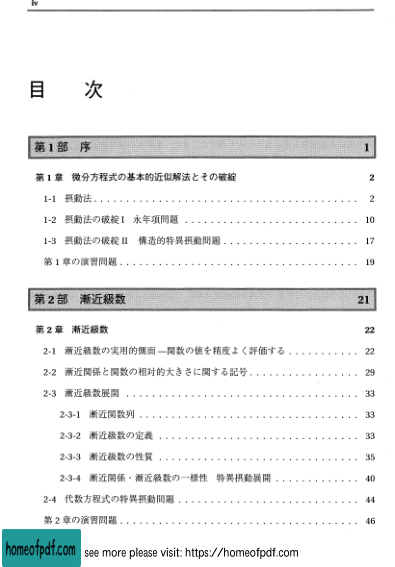 iv
目 次
第1部 序 1
第1章 微分方程式の基本的近似解法とその破綻 2
1-1 摂動法 2
1-2 摂動法の破綻 I 永年項問題 10
1-3 摂動法の破綻 II 構造的特異摂動問題 17
第1章の演習問題 19
第2部 漸近級数 21
第2章 漸近級数 22
2-1 漸近級数の実用的側面—関数の値を精度よく評価する 22
2-2 漸近関係と関数の相対的大きさに関する記号 29
2-3 漸近級数展開 33
2-3-1 漸近関数列 33
2-3-2 漸近級数の定義 33
2-3-3 漸近級数の性質 35
2-3-4 漸近関係・漸近級数の一様性 特異摂動展開 40
2-4 代数方程式の特異摂動問題 44
第2章の演習問題 46
homeofpdf.com see more please visit: https://homeofpdf.com